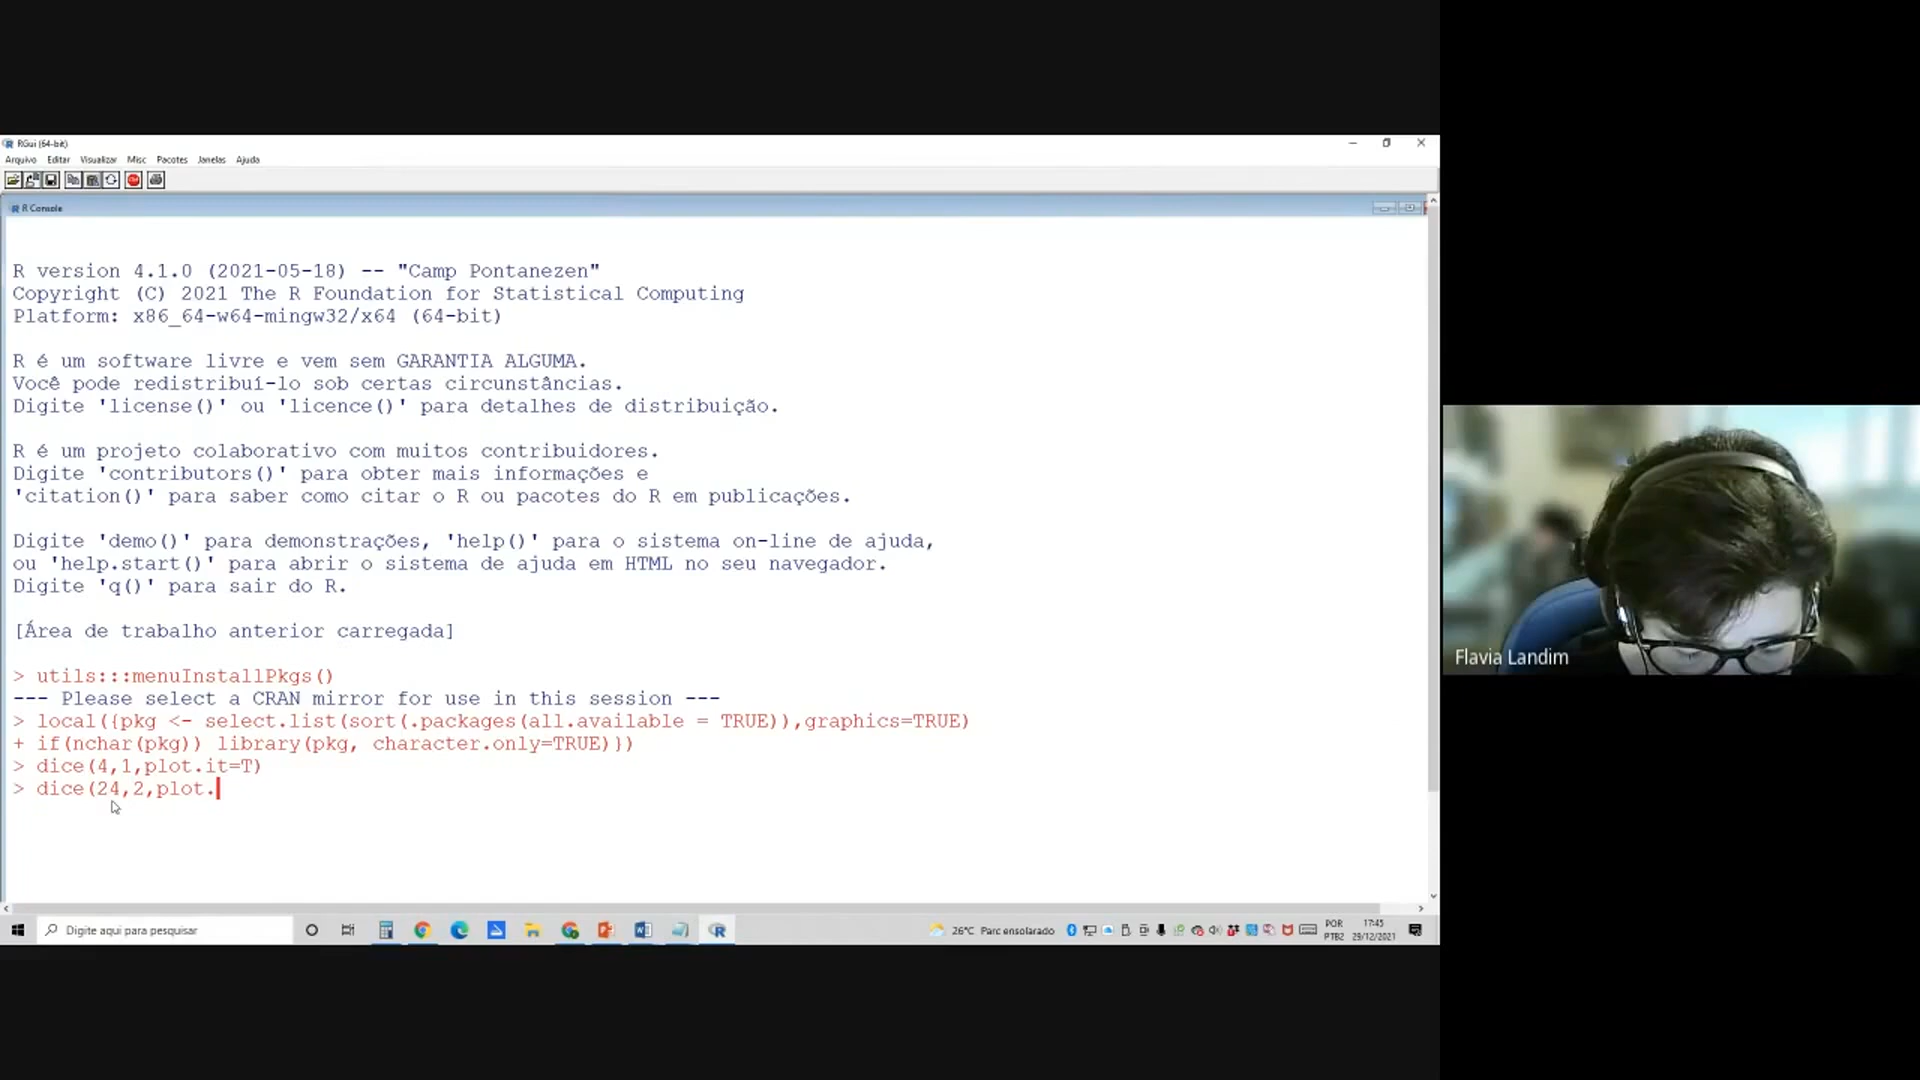 RGui (64-bit)
Arquivo Editar Visualizar Misc Pacotes Janelas Ajuda
R Console
R version 4.1.0 (2021-05-18) -- "Camp Pontanezen"
Copyright (C) 2021 The R Foundation for Statistical Computing
Platform: x86_64-w64-mingw32/x64 (64-bit)
R é um software livre e vem sem GARANTIA ALGUMA.
Você pode redistribuí-lo sob certas circunstâncias.
Digite 'license()' ou 'licence()' para detalhes de distribuição.
R é um projeto colaborativo com muitos contribuidores.
Digite 'contributors()' para obter mais informações e
'citation()' para saber como citar o R ou pacotes do R em publicações.
Digite 'demo()' para demonstrações, 'help()' para o sistema on-line de ajuda,
ou 'help.start()' para abrir o sistema de ajuda em HTML no seu navegador.
Digite 'q()' para sair do R.
[Área de trabalho anterior carregada]
> utils:::menuInstallPkgs()
--- Please select a CRAN mirror for use in this session ---
> local({pkg <- select.list(sort(.packages(all.available = TRUE)),graphics=TRUE)
+ if(nchar(pkg)) library(pkg, character.only=TRUE)})
> dice(4,1,plot.it=T)
> dice(24,2,plot.
Flavia Landim
Digite aqui para pesquisar
26°C Parc ensolarado
POR
PTB2
17:45
29/12/2021